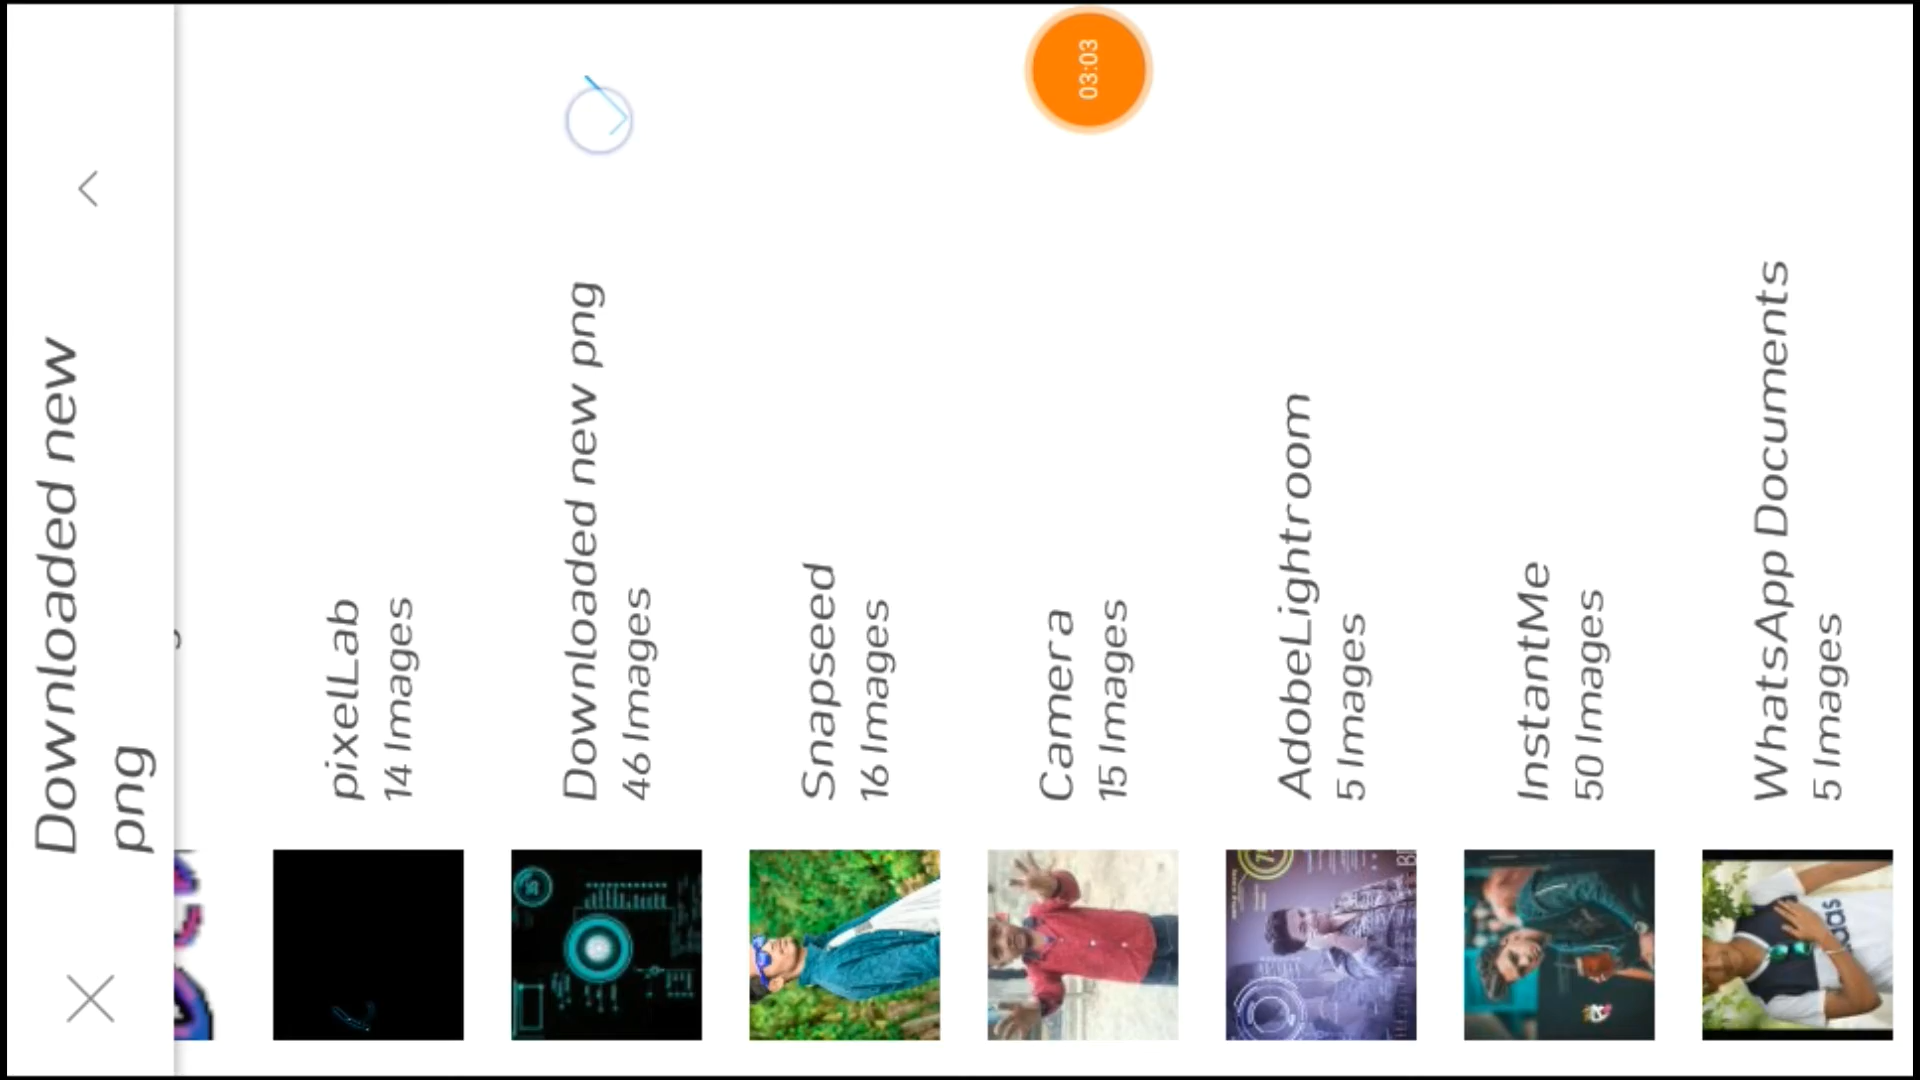 Downloaded new
png
03:03
pixelLab
14 Images
Downloaded new png
46 Images
Snapseed
16 Images
Camera
15 Images
AdobeLightroom
5 Images
InstantMe
50 Images
WhatsApp Documents
5 Images